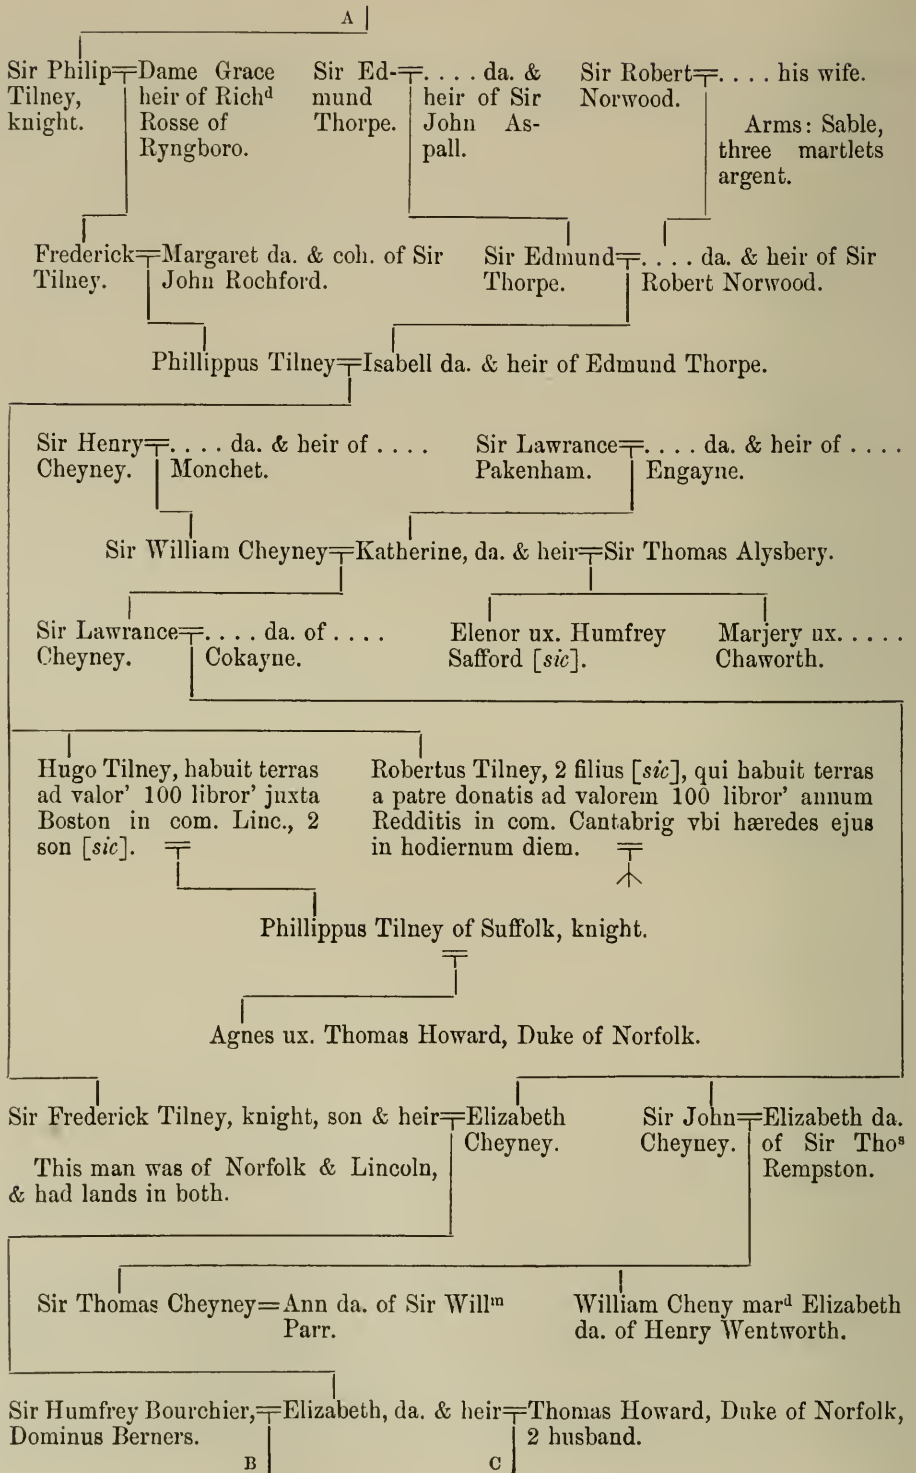 A
Sir Philip=Dame Grace
Tilney, heir of Richᵈ
knight. Rosse of
Ryngboro.
Sir Ed-=. . . . da. &
mund heir of Sir
Thorpe. John As-
pall.
Sir Robert=. . . . his wife.
Norwood.
Arms: Sable,
three martlets
argent.
Frederick=Margaret da. & coh. of Sir
Tilney. John Rochford.
Sir Edmund=. . . . da. & heir of Sir
Thorpe. Robert Norwood.
Phillippus Tilney=Isabell da. & heir of Edmund Thorpe.
Sir Henry=. . . . da. & heir of . . . .
Cheyney. Monchet.
Sir Lawrance=. . . . da. & heir of . . . .
Pakenham. Engayne.
Sir William Cheyney=Katherine, da. & heir=Sir Thomas Alysbery.
Sir Lawrance=. . . . da. of . . . .
Cheyney. Cokayne.
Elenor ux. Humfrey
Safford [sic].
Marjery ux. . . . .
Chaworth.
Hugo Tilney, habuit terras
ad valor' 100 libror' juxta
Boston in com. Linc., 2
son [sic].
Robertus Tilney, 2 filius [sic], qui habuit terras
a patre donatis ad valorem 100 libror' annum
Redditis in com. Cantabrig vbi hæredes ejus
in hodiernum diem.
Phillippus Tilney of Suffolk, knight.
Agnes ux. Thomas Howard, Duke of Norfolk.
Sir Frederick Tilney, knight, son & heir=Elizabeth
Cheyney.
This man was of Norfolk & Lincoln,
& had lands in both.
Sir John=Elizabeth da.
Cheyney. of Sir Thoˢ
Rempston.
Sir Thomas Cheyney=Ann da. of Sir Willᵐ
Parr.
William Cheny marᵈ Elizabeth
da. of Henry Wentworth.
Sir Humfrey Bourchier,=Elizabeth, da. & heir=Thomas Howard, Duke of Norfolk,
Dominus Berners. 2 husband.
B C